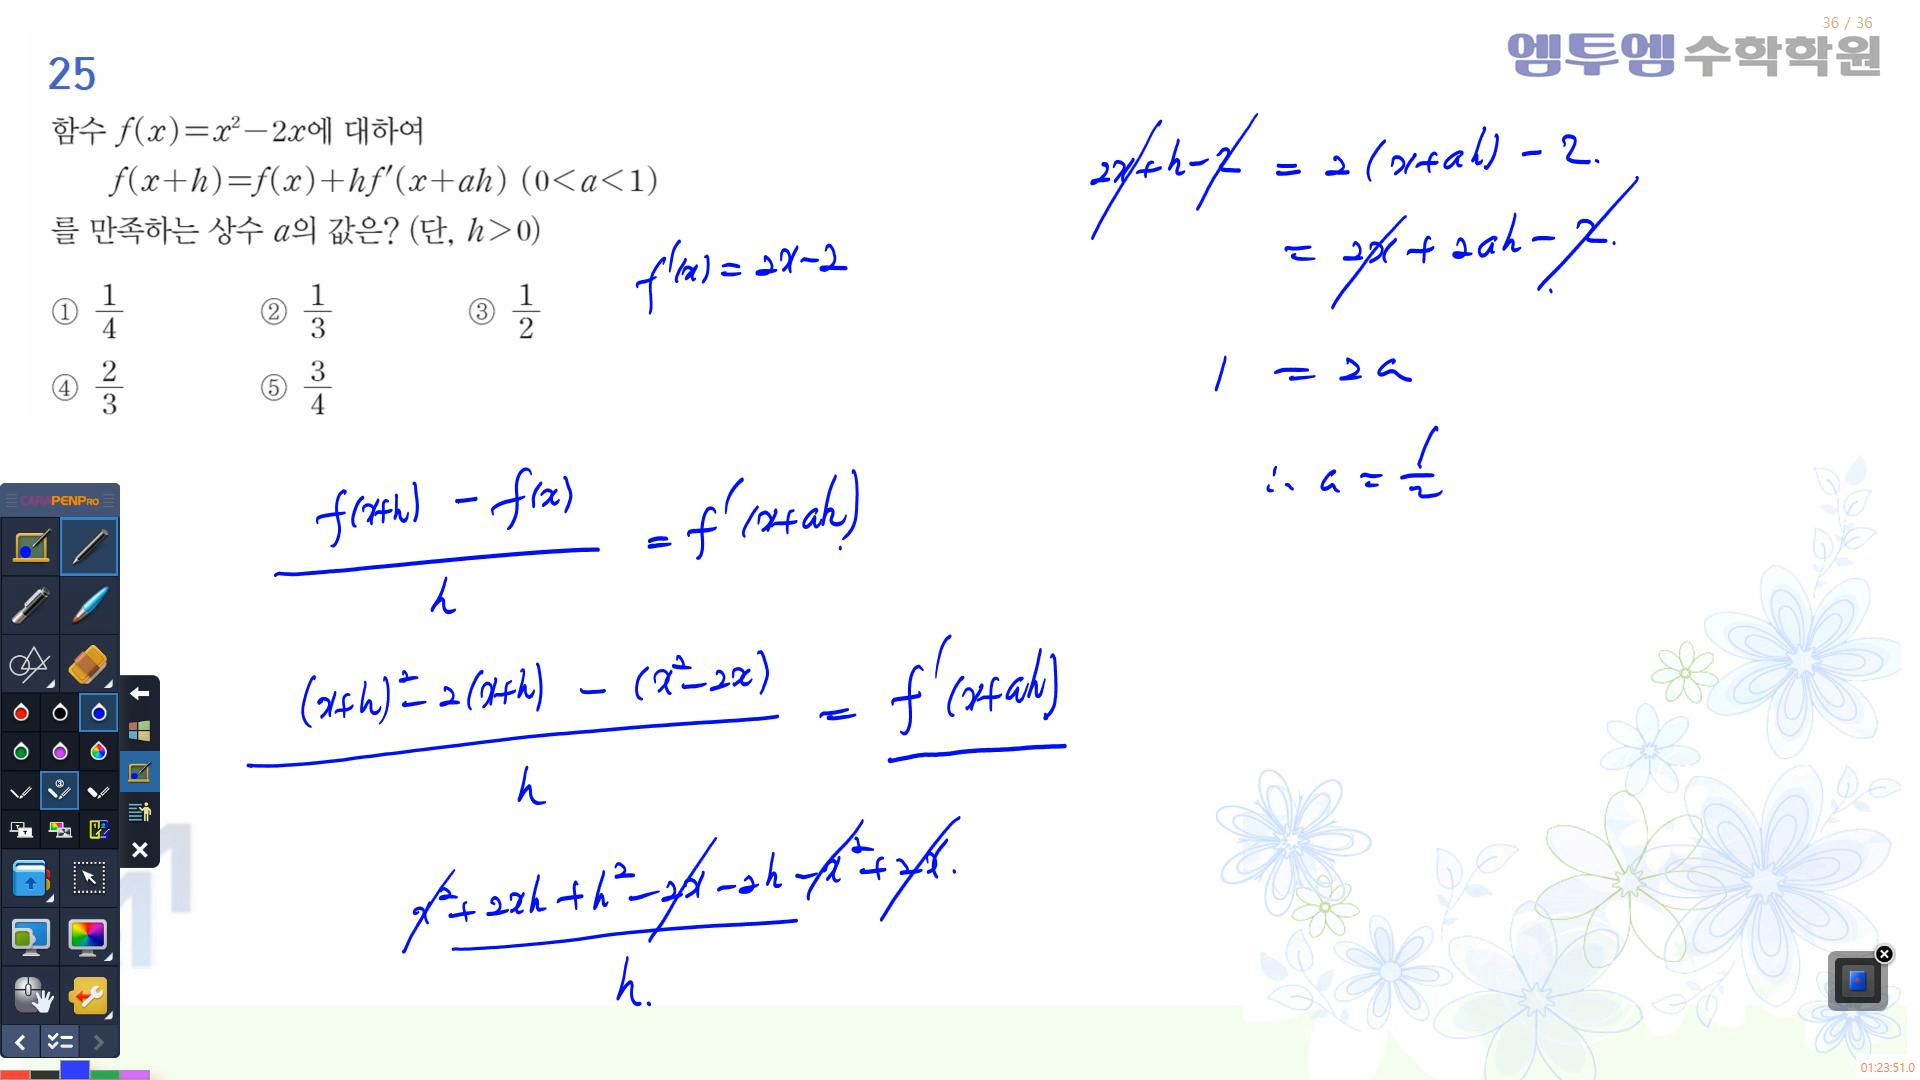 36 / 36
엠투엠 수학학원
25
함수 f(x)=x²-2x에 대하여
f(x+h)=f(x)+hf′(x+ah) (0<a<1)
를 만족하는 상수 a의 값은? (단, h>0)
① 1/4 ② 1/3 ③ 1/2
④ 2/3 ⑤ 3/4
f′(x) = 2x-2
(f(x+h) - f(x))/h = f′(x+ah)
((x+h)² - 2(x+h) - (x²-2x))/h = f′(x+ah)
(x² + 2xh + h² - 2x - 2h - x² + 2x.)/h.
2x+h-2 = 2(x+ah) - 2.
= 2x + 2ah - 2.
1 = 2a
∴ a = 1/2
CARAPENPRO
01:23:51.0